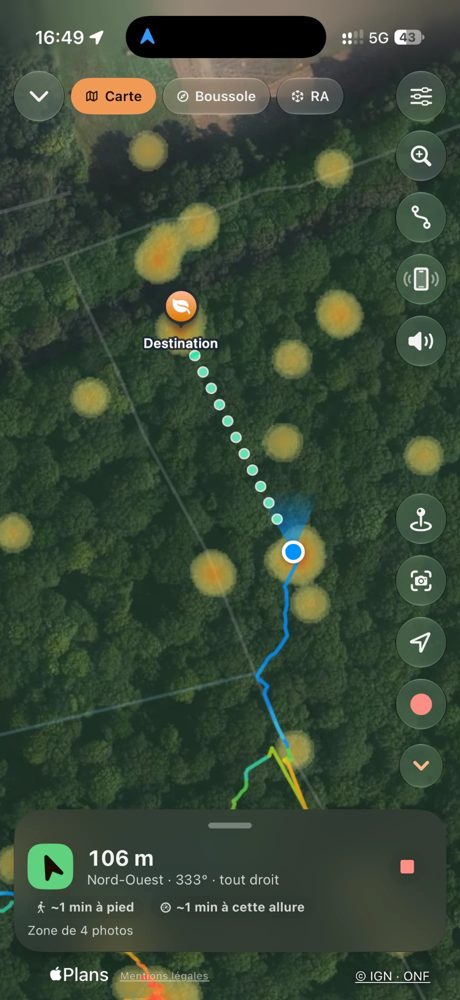 16:49
5G
43
Carte
Boussole
RA
Destination
106 m
Nord-Ouest · 333° · tout droit
~1 min à pied
~1 min à cette allure
Zone de 4 photos
Plans
Mentions légales
© IGN · ONF